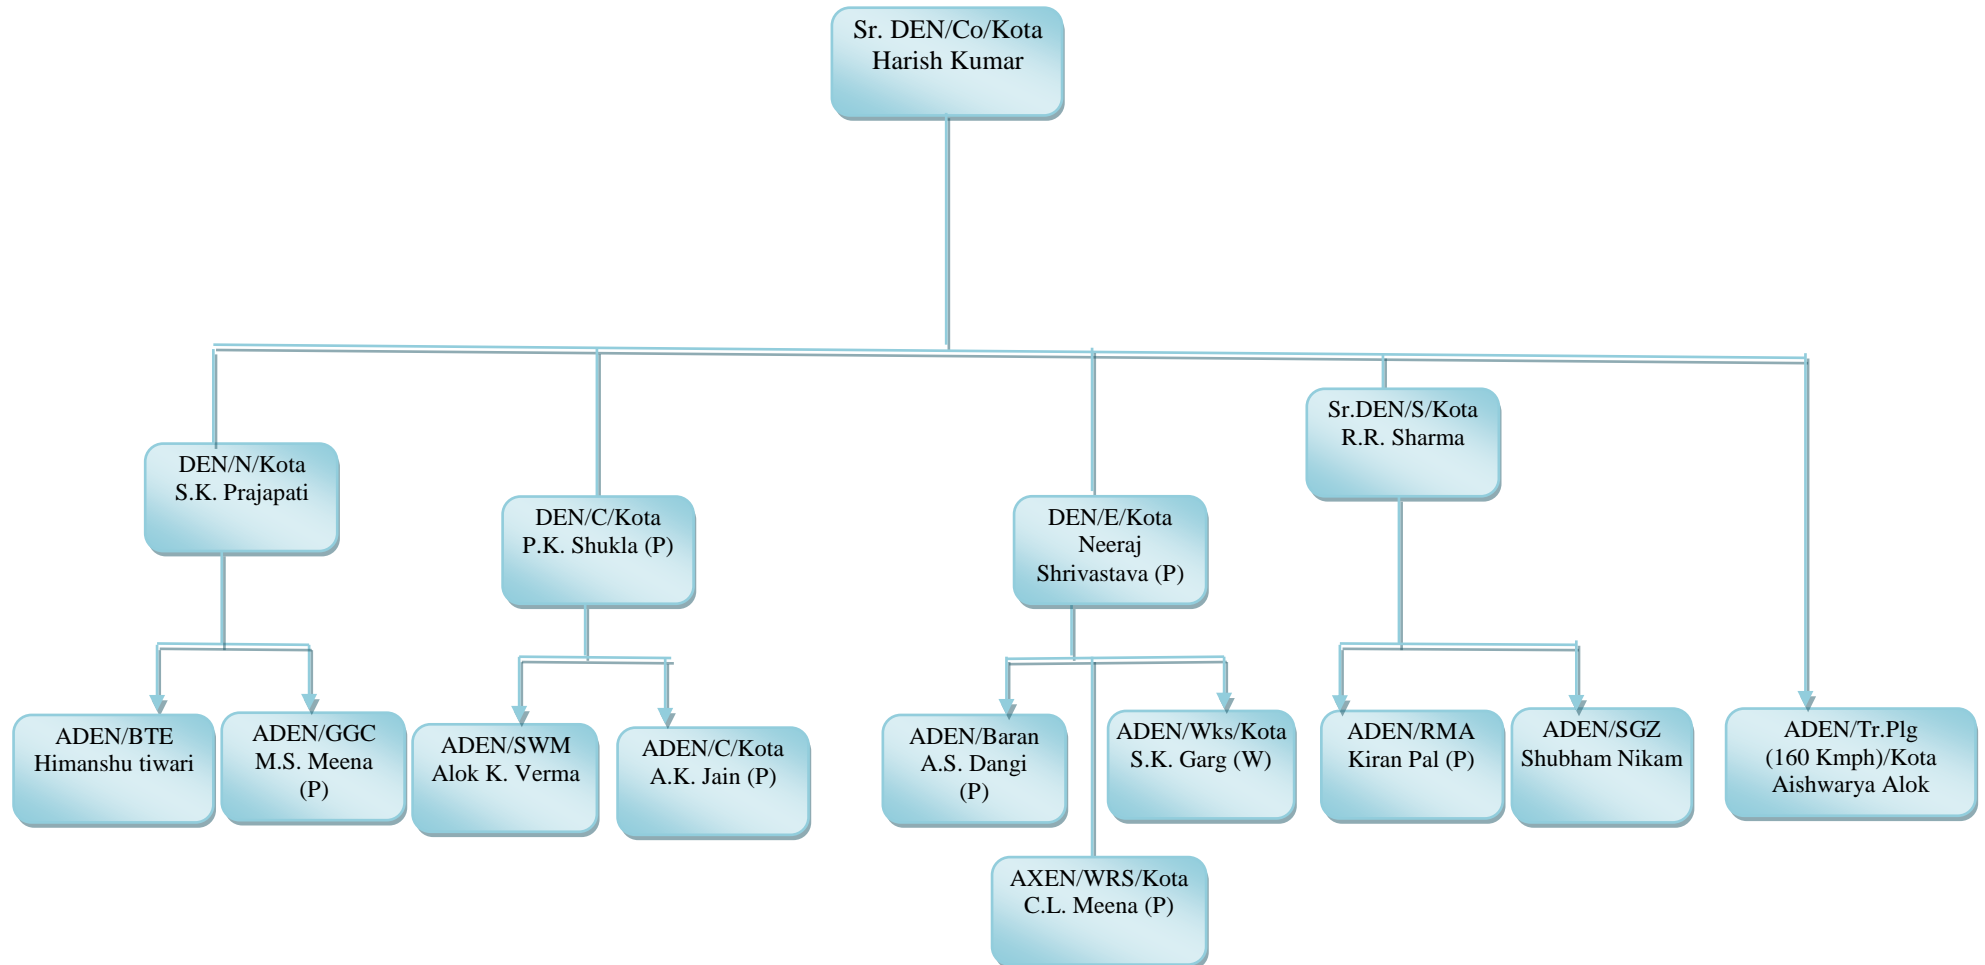 Sr. DEN/Co/Kota
Harish Kumar
Sr.DEN/S/Kota
R.R. Sharma
DEN/N/Kota
S.K. Prajapati
DEN/C/Kota
P.K. Shukla (P)
DEN/E/Kota
Neeraj
Shrivastava (P)
ADEN/BTE
Himanshu tiwari
ADEN/GGC
M.S. Meena
(P)
ADEN/SWM
Alok K. Verma
ADEN/C/Kota
A.K. Jain (P)
ADEN/Baran
A.S. Dangi
(P)
ADEN/Wks/Kota
S.K. Garg (W)
ADEN/RMA
Kiran Pal (P)
ADEN/SGZ
Shubham Nikam
ADEN/Tr.Plg
(160 Kmph)/Kota
Aishwarya Alok
AXEN/WRS/Kota
C.L. Meena (P)